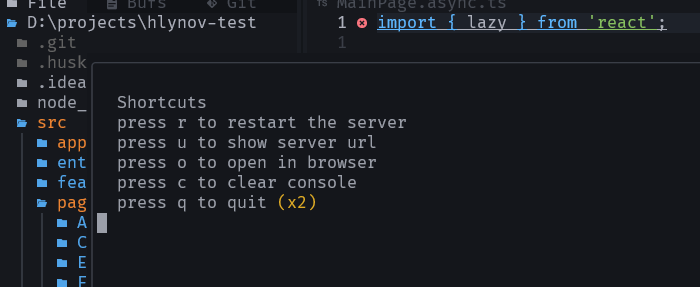 File Bufs Git
D:\projects\hlynov-test
.git
.husk
.idea
node_
src
app
ent
fea
pag
A
C
E
F
MainPage.async.ts
1 import { lazy } from 'react';
1
Shortcuts
press r to restart the server
press u to show server url
press o to open in browser
press c to clear console
press q to quit (x2)